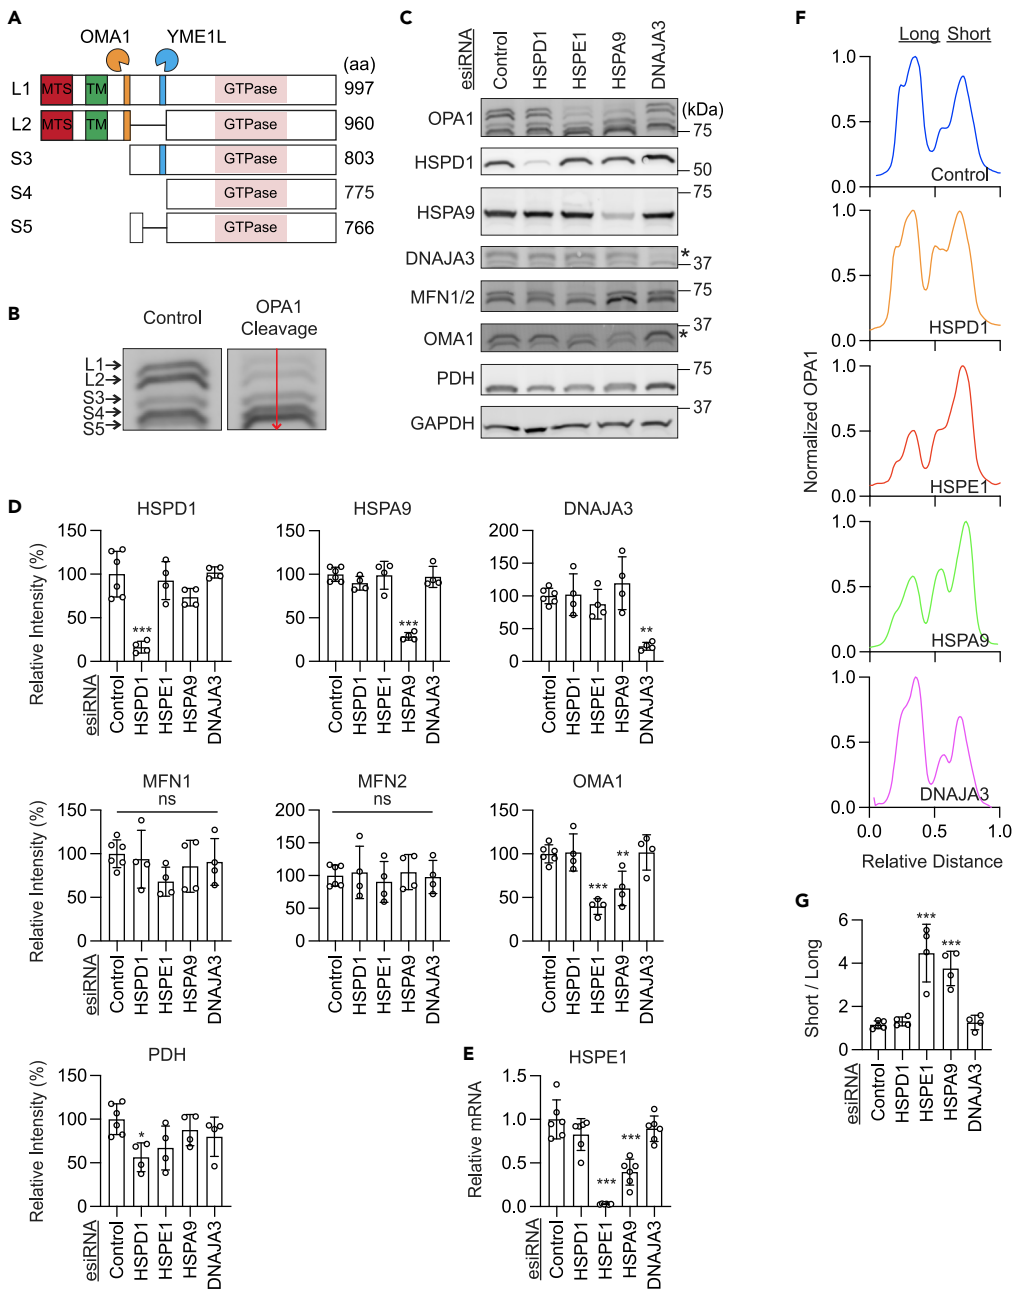 A
OMA1 YME1L
(aa)
L1 MTS TM GTPase 997
L2 MTS TM GTPase 960
S3 GTPase 803
S4 GTPase 775
S5 GTPase 766
B
Control OPA1 Cleavage
L1
L2
S3
S4
S5
C
esiRNA Control HSPD1 HSPE1 HSPA9 DNAJA3
OPA1 (kDa) 75
HSPD1 50
HSPA9 75
DNAJA3 * 37
MFN1/2 75
OMA1 37 *
PDH 75
GAPDH 37
D
HSPD1
Relative Intensity (%)
150
100
50
0
***
esiRNA Control HSPD1 HSPE1 HSPA9 DNAJA3
HSPA9
150
100
50
0
***
Control HSPD1 HSPE1 HSPA9 DNAJA3
DNAJA3
200
150
100
50
0
**
Control HSPD1 HSPE1 HSPA9 DNAJA3
MFN1
ns
Relative Intensity (%)
150
100
50
0
esiRNA Control HSPD1 HSPE1 HSPA9 DNAJA3
MFN2
ns
200
150
100
50
0
Control HSPD1 HSPE1 HSPA9 DNAJA3
OMA1
150
100
50
0
*** **
Control HSPD1 HSPE1 HSPA9 DNAJA3
PDH
Relative Intensity (%)
150
100
50
0
*
esiRNA Control HSPD1 HSPE1 HSPA9 DNAJA3
E
HSPE1
Relative mRNA
1.5
1.0
0.5
0.0
*** ***
esiRNA Control HSPD1 HSPE1 HSPA9 DNAJA3
F
Long Short
Normalized OPA1
1.0
0.5
0.0
Control
1.0
0.5
0.0
HSPD1
1.0
0.5
0.0
HSPE1
1.0
0.5
0.0
HSPA9
1.0
0.5
0.0
DNAJA3
0.0 0.5 1.0
Relative Distance
G
Short / Long
6
4
2
0
*** ***
esiRNA Control HSPD1 HSPE1 HSPA9 DNAJA3